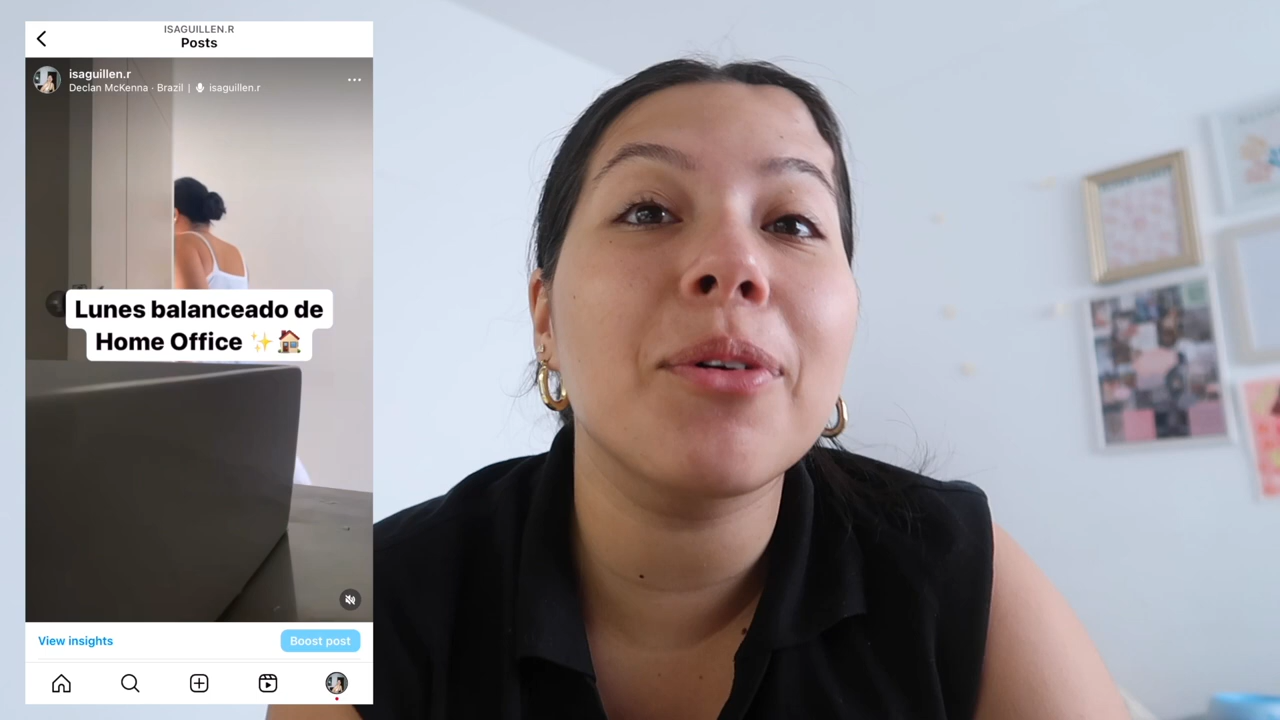 ISAGUILLEN.R
Posts
isaguillen.r
Declan McKenna · Brazil | isaguillen.r
Lunes balanceado de
Home Office ✨🏠
View insights
Boost post